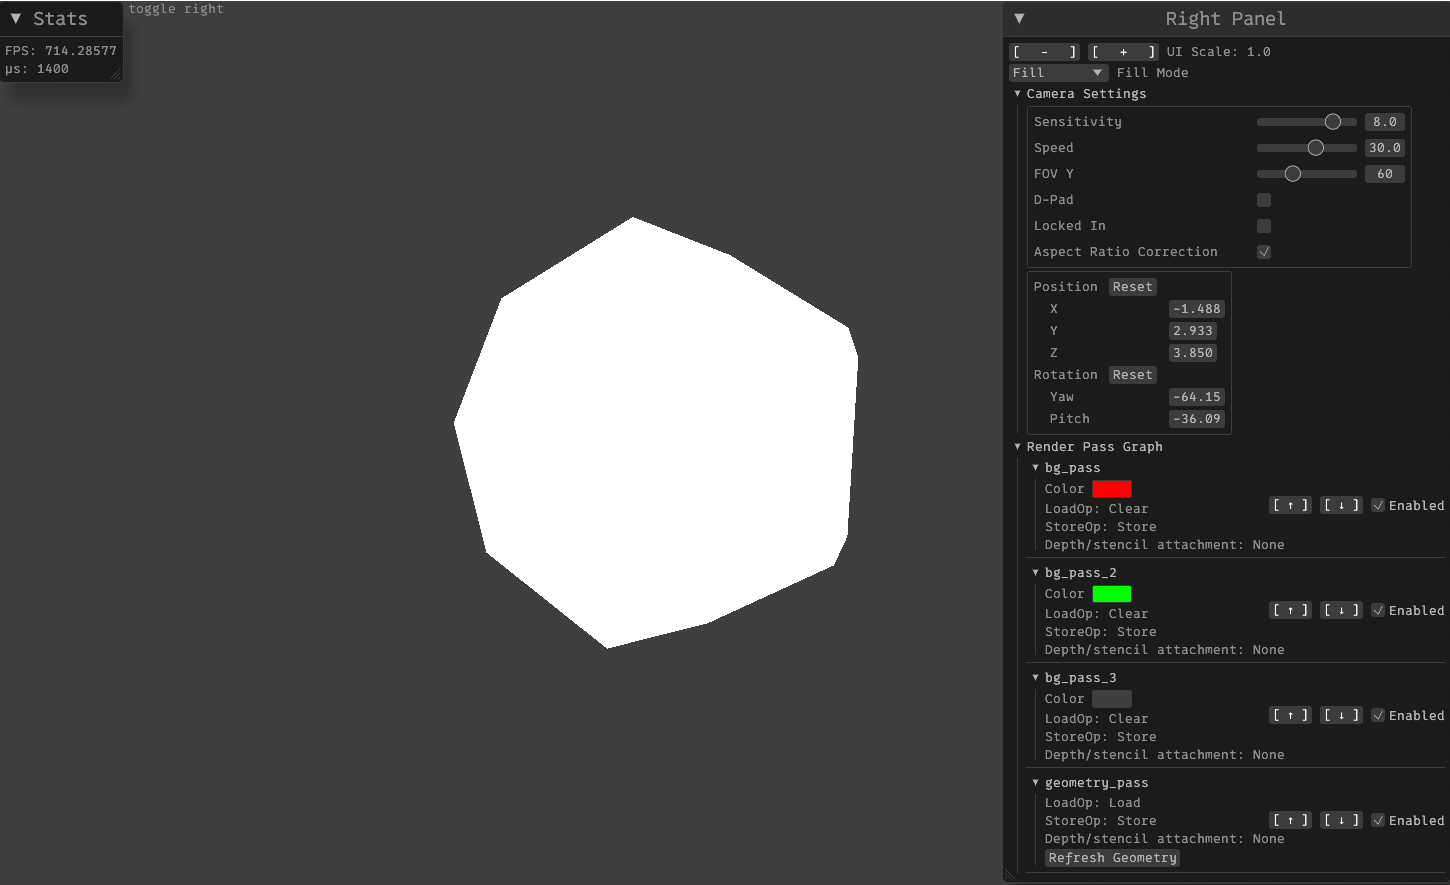 Stats
FPS: 714.28577
µs: 1400
toggle right
Right Panel
[ - ] [ + ] UI Scale: 1.0
Fill Fill Mode
Camera Settings
Sensitivity 8.0
Speed 30.0
FOV Y 60
D-Pad
Locked In
Aspect Ratio Correction
Position Reset
X -1.488
Y 2.933
Z 3.850
Rotation Reset
Yaw -64.15
Pitch -36.09
Render Pass Graph
bg_pass
Color
LoadOp: Clear
[ ↑ ] [ ↓ ] Enabled
StoreOp: Store
Depth/stencil attachment: None
bg_pass_2
Color
LoadOp: Clear
[ ↑ ] [ ↓ ] Enabled
StoreOp: Store
Depth/stencil attachment: None
bg_pass_3
Color
LoadOp: Clear
[ ↑ ] [ ↓ ] Enabled
StoreOp: Store
Depth/stencil attachment: None
geometry_pass
LoadOp: Load
StoreOp: Store [ ↑ ] [ ↓ ] Enabled
Depth/stencil attachment: None
Refresh Geometry